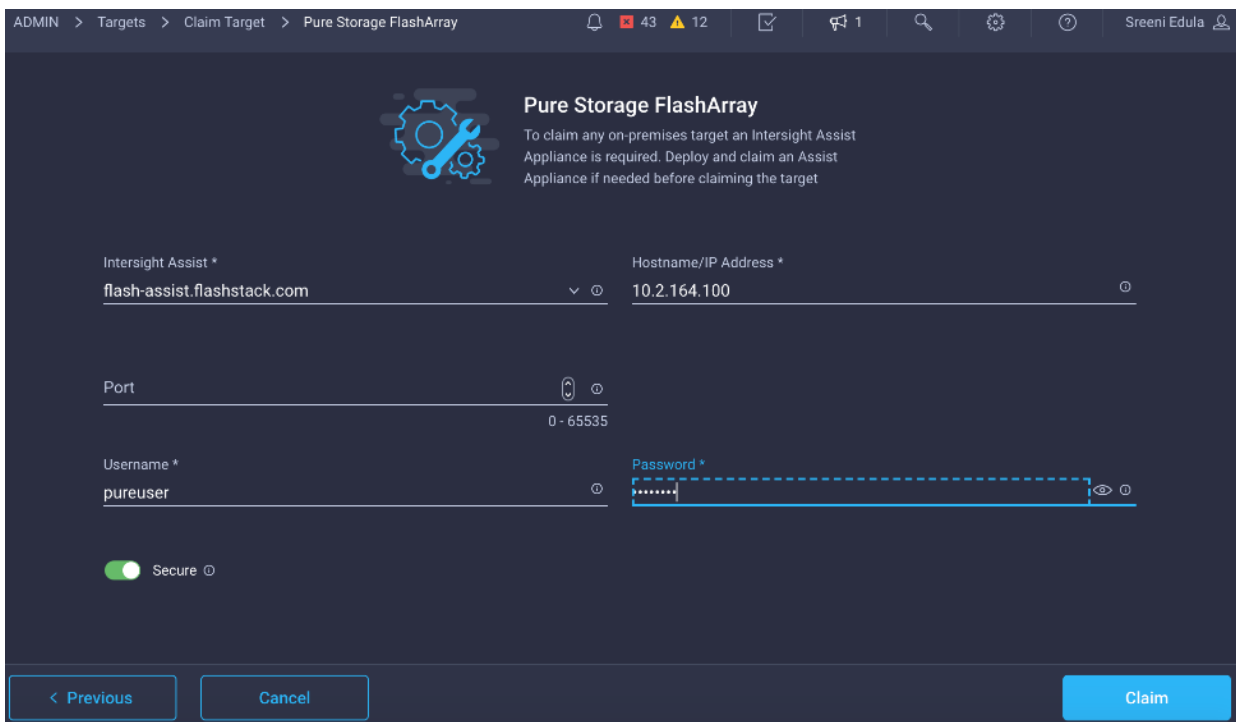 ADMIN > Targets > Claim Target > Pure Storage FlashArray 43 12 1 Sreeni Edula
Pure Storage FlashArray
To claim any on-premises target an Intersight Assist
Appliance is required. Deploy and claim an Assist
Appliance if needed before claiming the target
Intersight Assist * Hostname/IP Address *
flash-assist.flashstack.com 10.2.164.100
Port
0 - 65535
Username * Password *
pureuser ••••••••
Secure
< Previous Cancel Claim